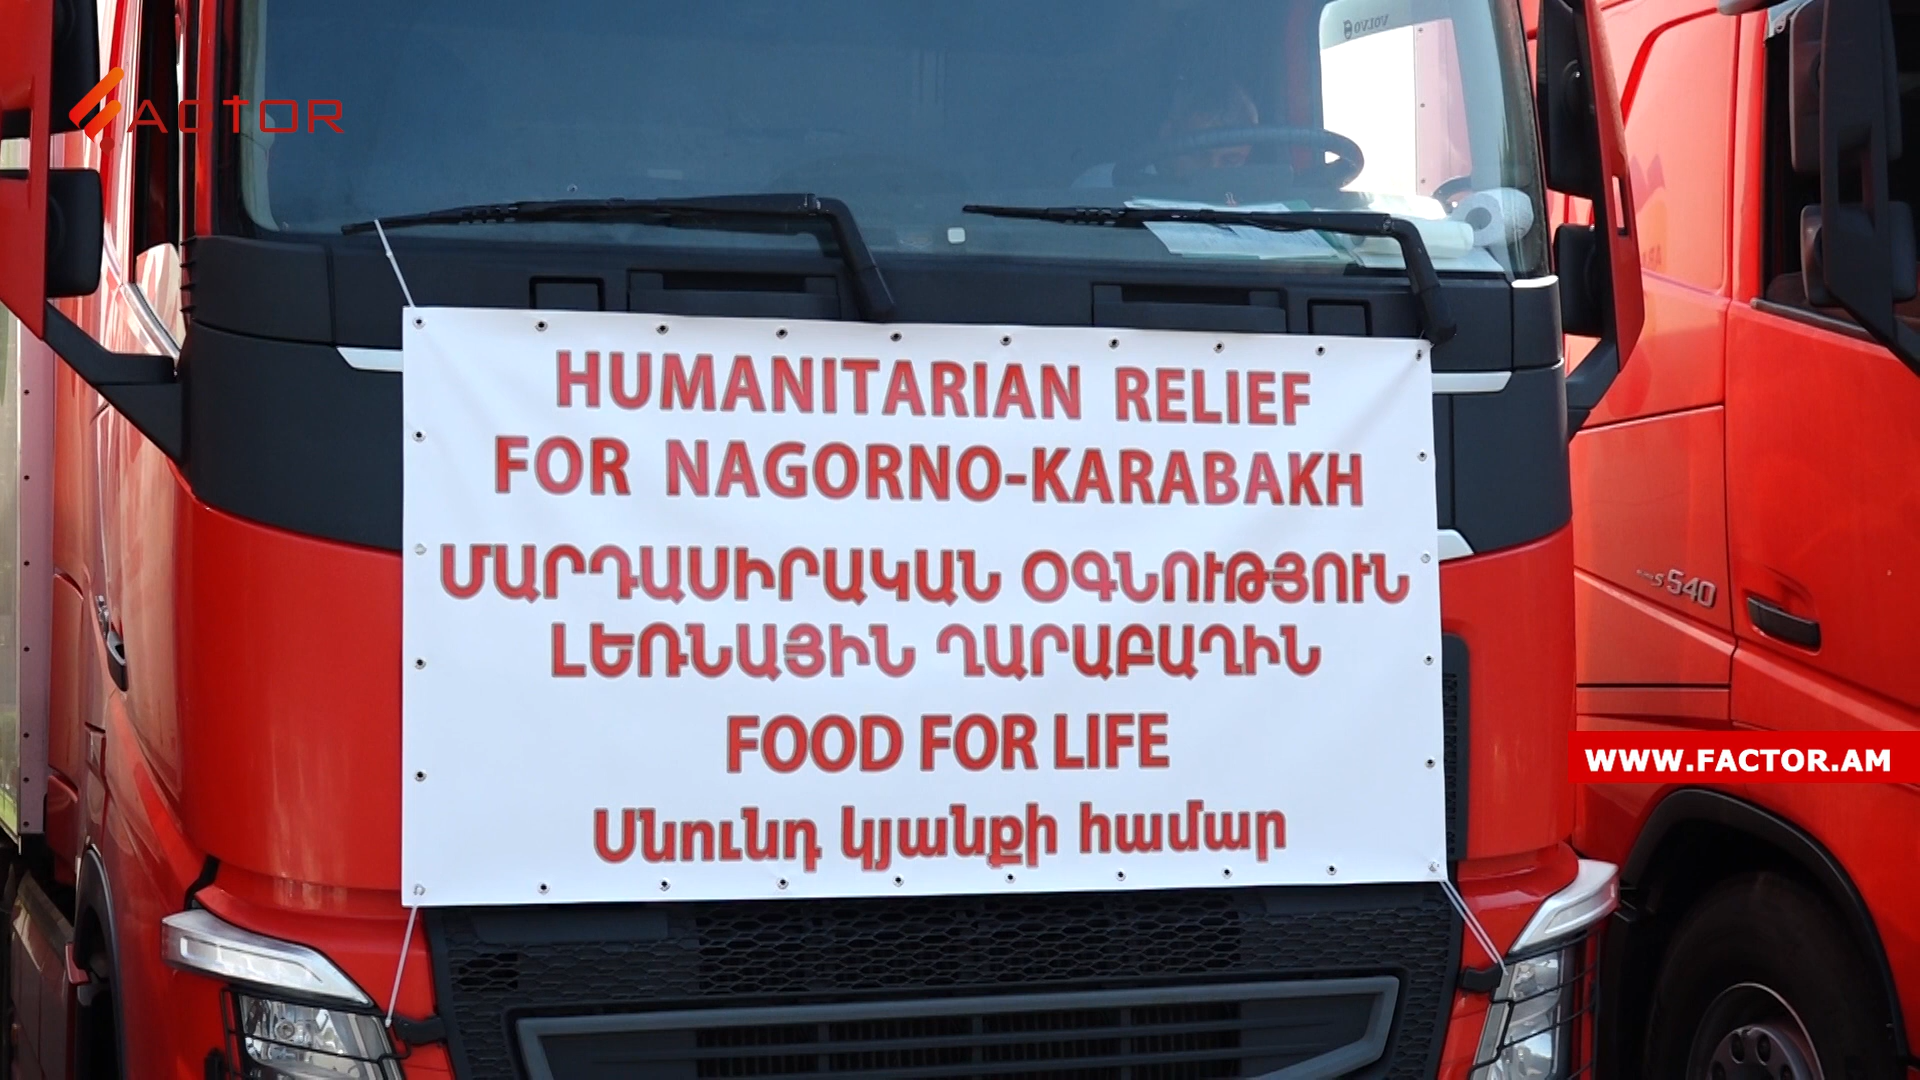 FACTOR
VOLVO
HUMANITARIAN RELIEF
FOR NAGORNO-KARABAKH
ՄԱՐԴԱՍԻՐԱԿԱՆ ՕԳՆՈՒԹՅՈՒՆ
ԼԵՌՆԱՅԻՆ ՂԱՐԱԲԱՂԻՆ
FOOD FOR LIFE
Սնունդ կյանքի համար
S 540
WWW.FACTOR.AM